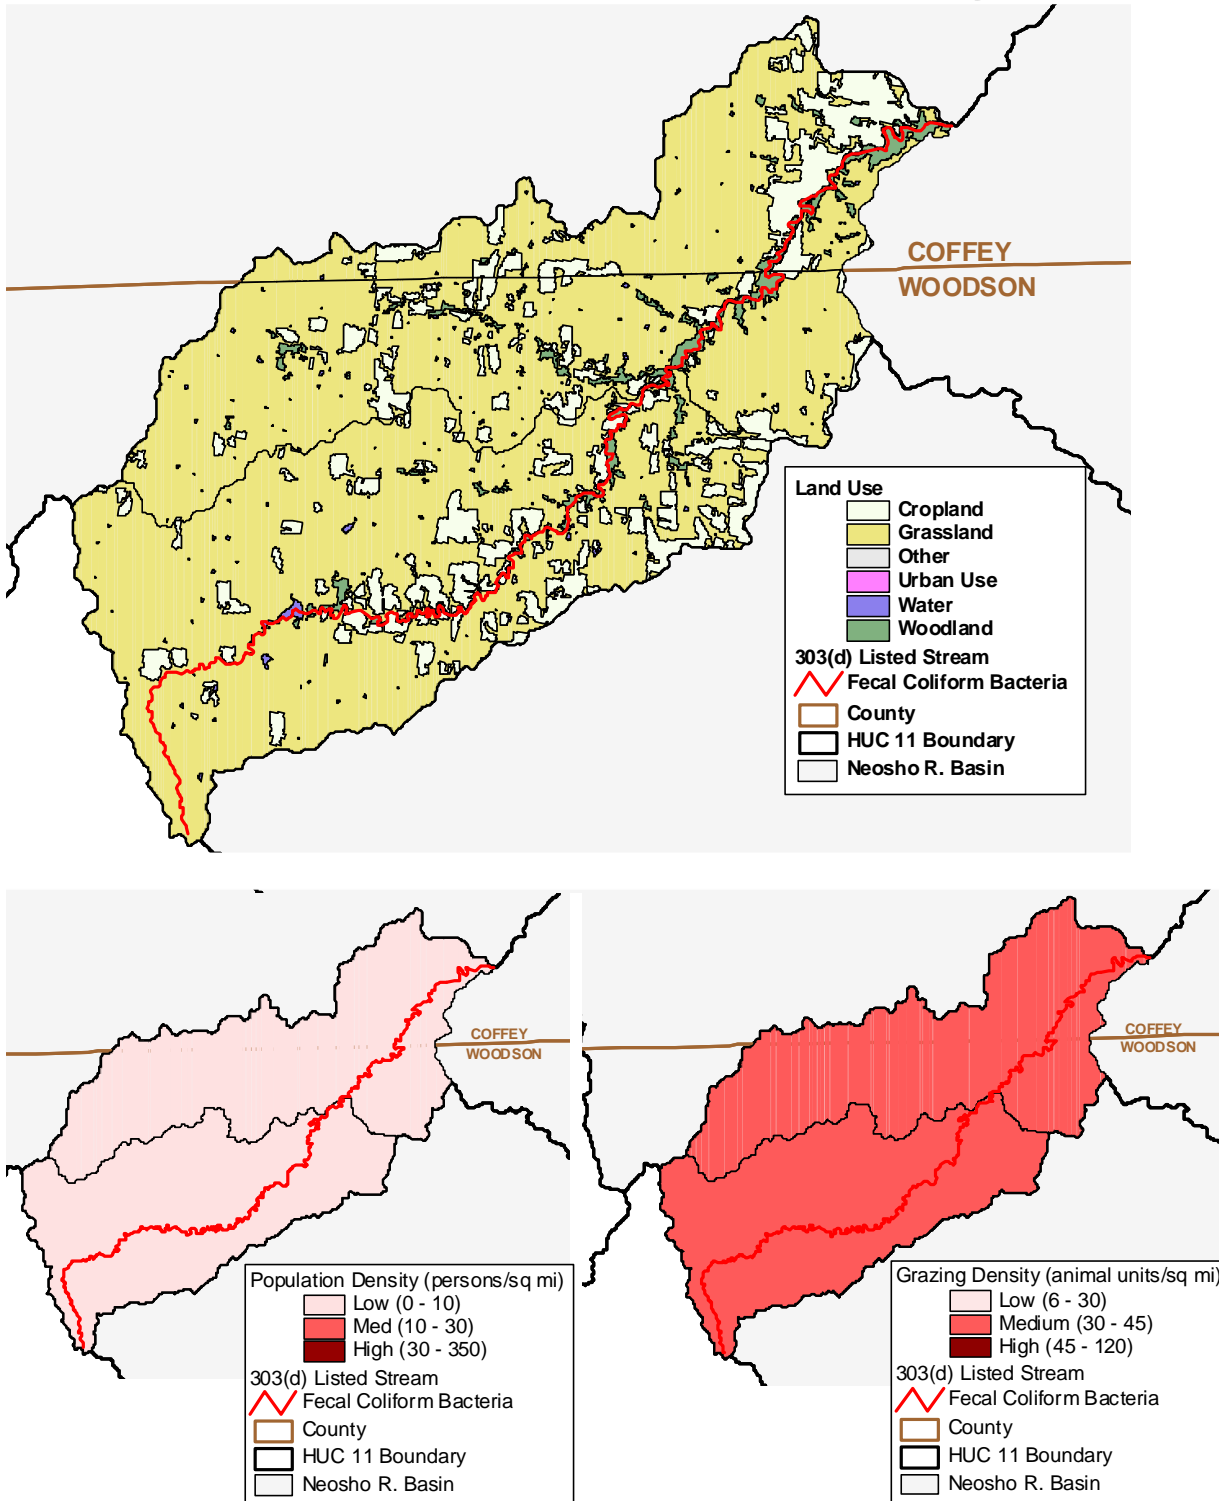 COFFEY
WOODSON
Land Use
Cropland
Grassland
Other
Urban Use
Water
Woodland
303(d) Listed Stream
Fecal Coliform Bacteria
County
HUC 11 Boundary
Neosho R. Basin
COFFEY
WOODSON
Population Density (persons/sq mi)
Low (0 - 10)
Med (10 - 30)
High (30 - 350)
303(d) Listed Stream
Fecal Coliform Bacteria
County
HUC 11 Boundary
Neosho R. Basin
COFFEY
WOODSON
Grazing Density (animal units/sq mi)
Low (6 - 30)
Medium (30 - 45)
High (45 - 120)
303(d) Listed Stream
Fecal Coliform Bacteria
County
HUC 11 Boundary
Neosho R. Basin